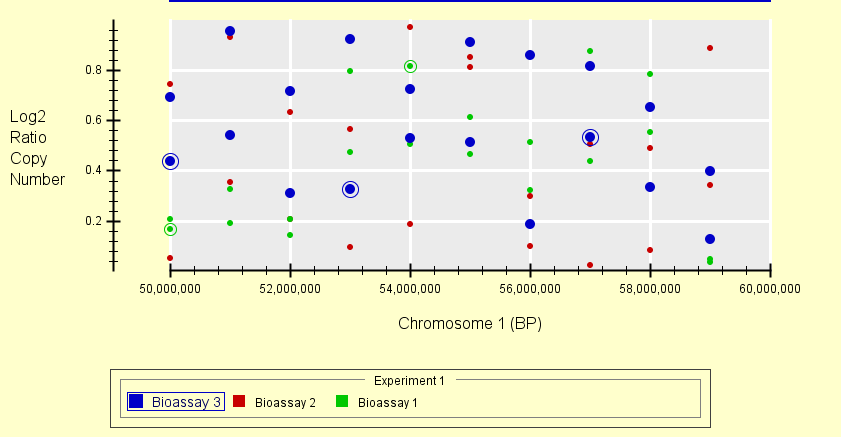 Log2
Ratio
Copy
Number
0.8
0.6
0.4
0.2
50,000,000 52,000,000 54,000,000 56,000,000 58,000,000 60,000,000
Chromosome 1 (BP)
Experiment 1
Bioassay 3 Bioassay 2 Bioassay 1